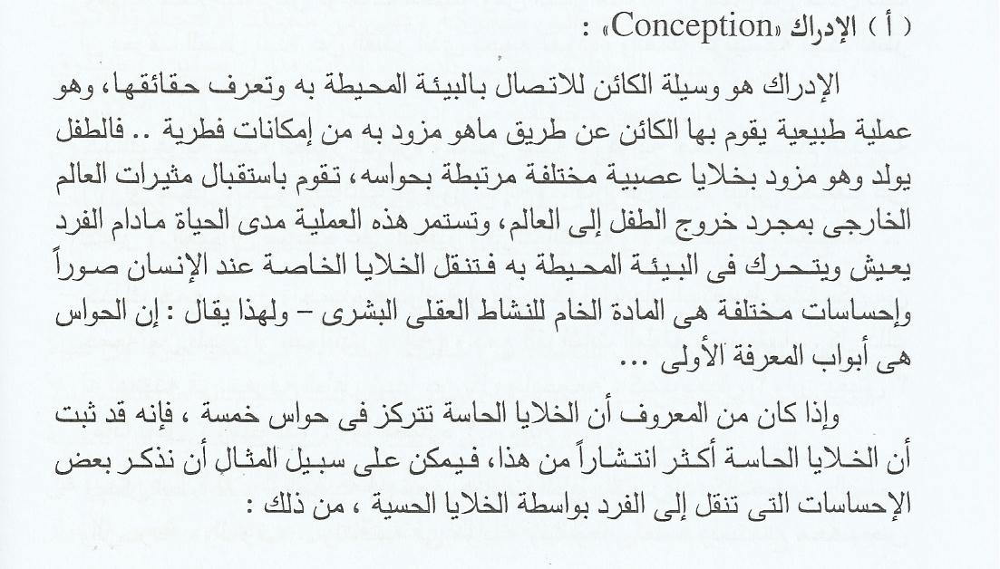 ( أ ) الإدراك «Conception» :
الإدراك هو وسيلة الكائن للاتصال بالبيئة المحيطة به وتعرف حقائقها، وهو
عملية طبيعية يقوم بها الكائن عن طريق ماهو مزود به من إمكانات فطرية .. فالطفل
يولد وهو مزود بخلايا عصبية مختلفة مرتبطة بحواسه، تقوم باستقبال مثيرات العالم
الخارجى بمجرد خروج الطفل إلى العالم، وتستمر هذه العملية مدى الحياة مادام الفرد
يعيش ويتحرك فى البيئة المحيطة به فتنقل الخلايا الخاصة عند الإنسان صوراً
وإحساسات مختلفة هى المادة الخام للنشاط العقلى البشرى – ولهذا يقال : إن الحواس
هى أبواب المعرفة الأولى ...
وإذا كان من المعروف أن الخلايا الحاسة تتركز فى حواس خمسة ، فإنه قد ثبت
أن الخلايا الحاسة أكثر انتشاراً من هذا، فيمكن على سبيل المثال أن نذكر بعض
الإحساسات التى تنقل إلى الفرد بواسطة الخلايا الحسية ، من ذلك :